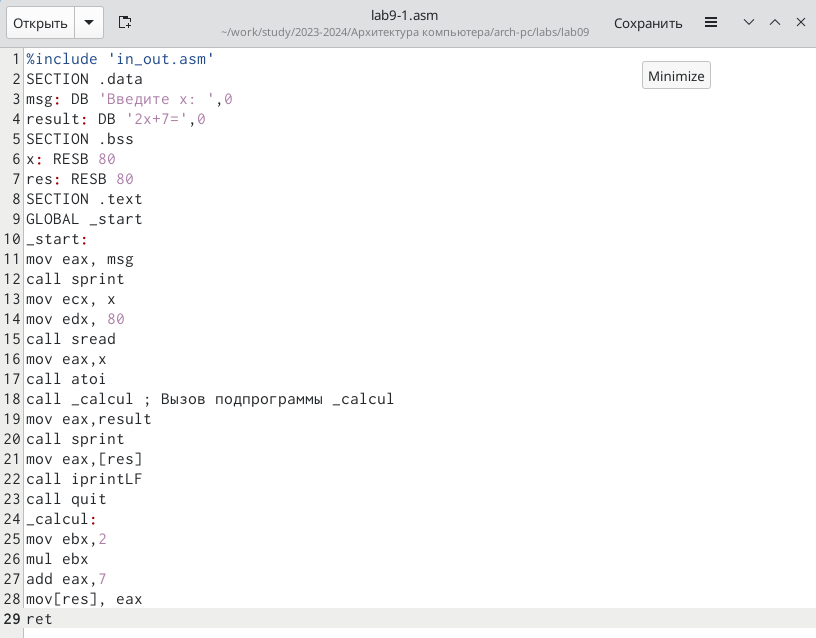 Открыть
lab9-1.asm
~/work/study/2023-2024/Архитектура компьютера/arch-pc/labs/lab09
Сохранить
Minimize
1 %include 'in_out.asm'
2 SECTION .data
3 msg: DB 'Введите x: ',0
4 result: DB '2x+7=',0
5 SECTION .bss
6 x: RESB 80
7 res: RESB 80
8 SECTION .text
9 GLOBAL _start
10 _start:
11 mov eax, msg
12 call sprint
13 mov ecx, x
14 mov edx, 80
15 call sread
16 mov eax,x
17 call atoi
18 call _calcul ; Вызов подпрограммы _calcul
19 mov eax,result
20 call sprint
21 mov eax,[res]
22 call iprintLF
23 call quit
24 _calcul:
25 mov ebx,2
26 mul ebx
27 add eax,7
28 mov[res], eax
29 ret